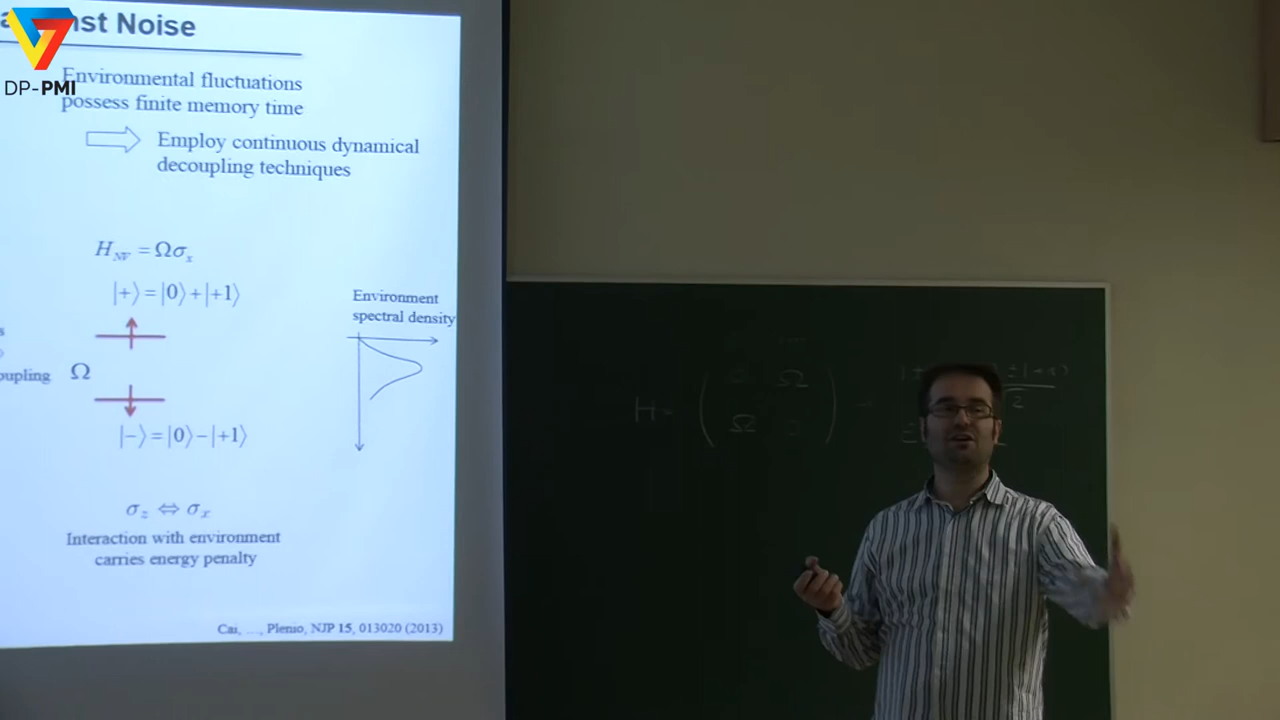 nst Noise
DP-PMI
Environmental fluctuations
possess finite memory time
Employ continuous dynamical
decoupling techniques
H_NV = Ωσ_x
|+⟩=|0⟩+|+1⟩
Environment
spectral density
Ω
|−⟩=|0⟩−|+1⟩
σ_z ⇔ σ_x
Interaction with environment
carries energy penalty
Cai, ..., Plenio, NJP 15, 013020 (2013)
H = ( Ω
Ω )